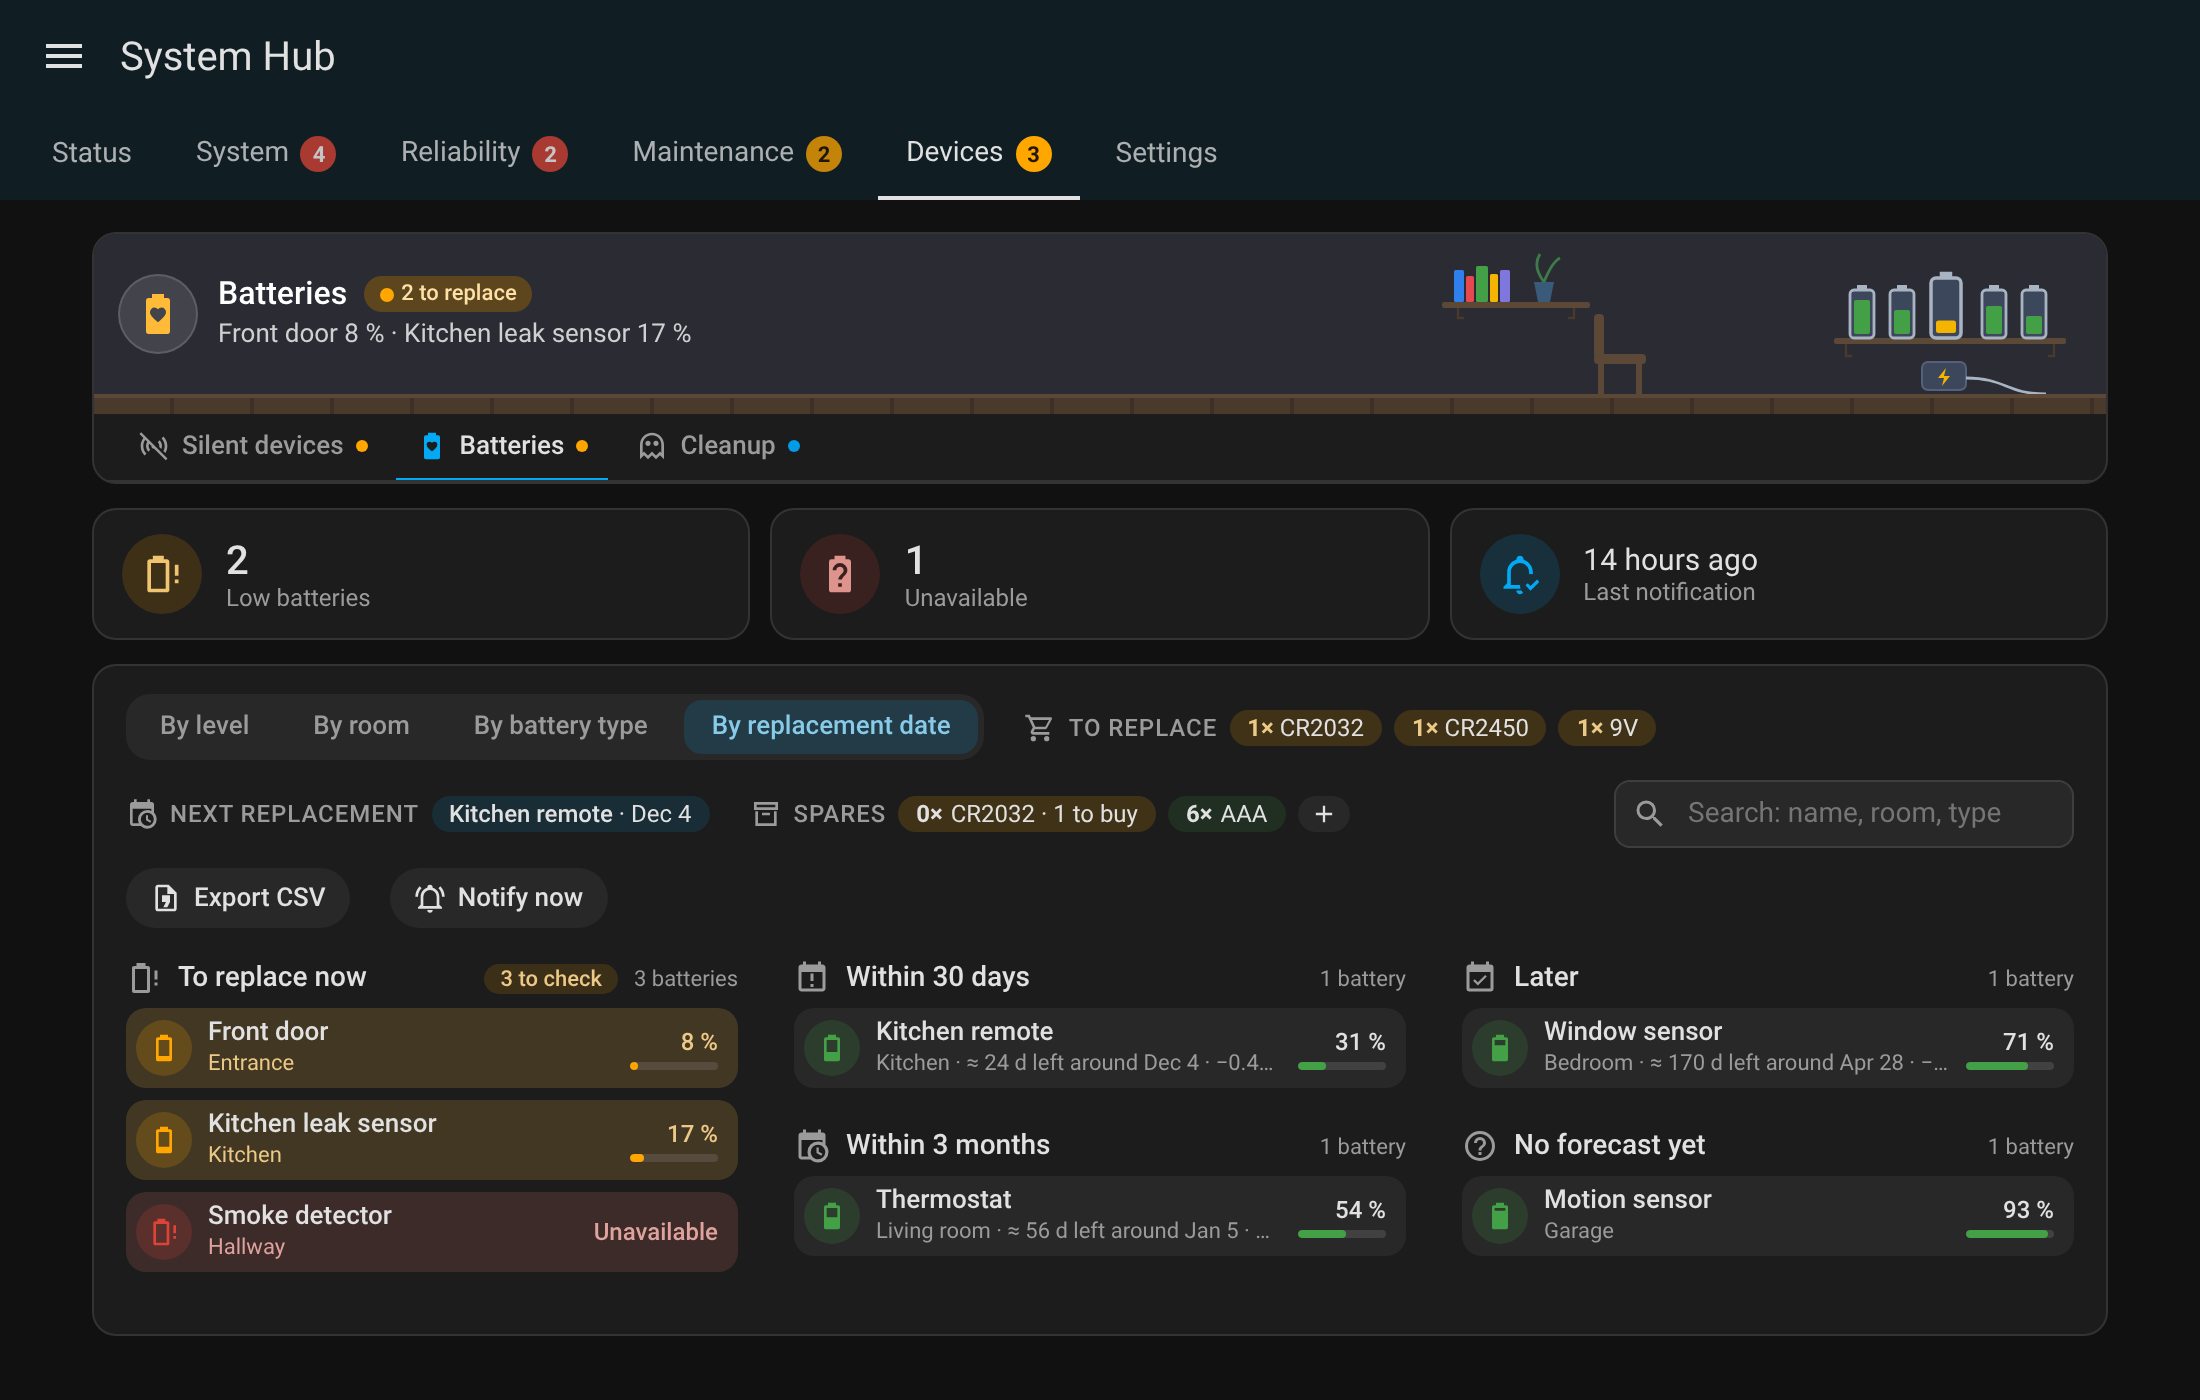 System Hub
Status
System 4
Reliability 2
Maintenance 2
Devices 3
Settings
Batteries
2 to replace
Front door 8 % · Kitchen leak sensor 17 %
Silent devices
Batteries
Cleanup
2
Low batteries
1
Unavailable
14 hours ago
Last notification
By level
By room
By battery type
By replacement date
TO REPLACE
1× CR2032
1× CR2450
1× 9V
NEXT REPLACEMENT
Kitchen remote · Dec 4
SPARES
0× CR2032 · 1 to buy
6× AAA
+
Search: name, room, type
Export CSV
Notify now
To replace now
3 to check
3 batteries
Front door
Entrance
8 %
Kitchen leak sensor
Kitchen
17 %
Smoke detector
Hallway
Unavailable
Within 30 days
1 battery
Kitchen remote
Kitchen · ≈ 24 d left around Dec 4 · −0.4…
31 %
Within 3 months
1 battery
Thermostat
Living room · ≈ 56 d left around Jan 5 · …
54 %
Later
1 battery
Window sensor
Bedroom · ≈ 170 d left around Apr 28 · −…
71 %
No forecast yet
1 battery
Motion sensor
Garage
93 %